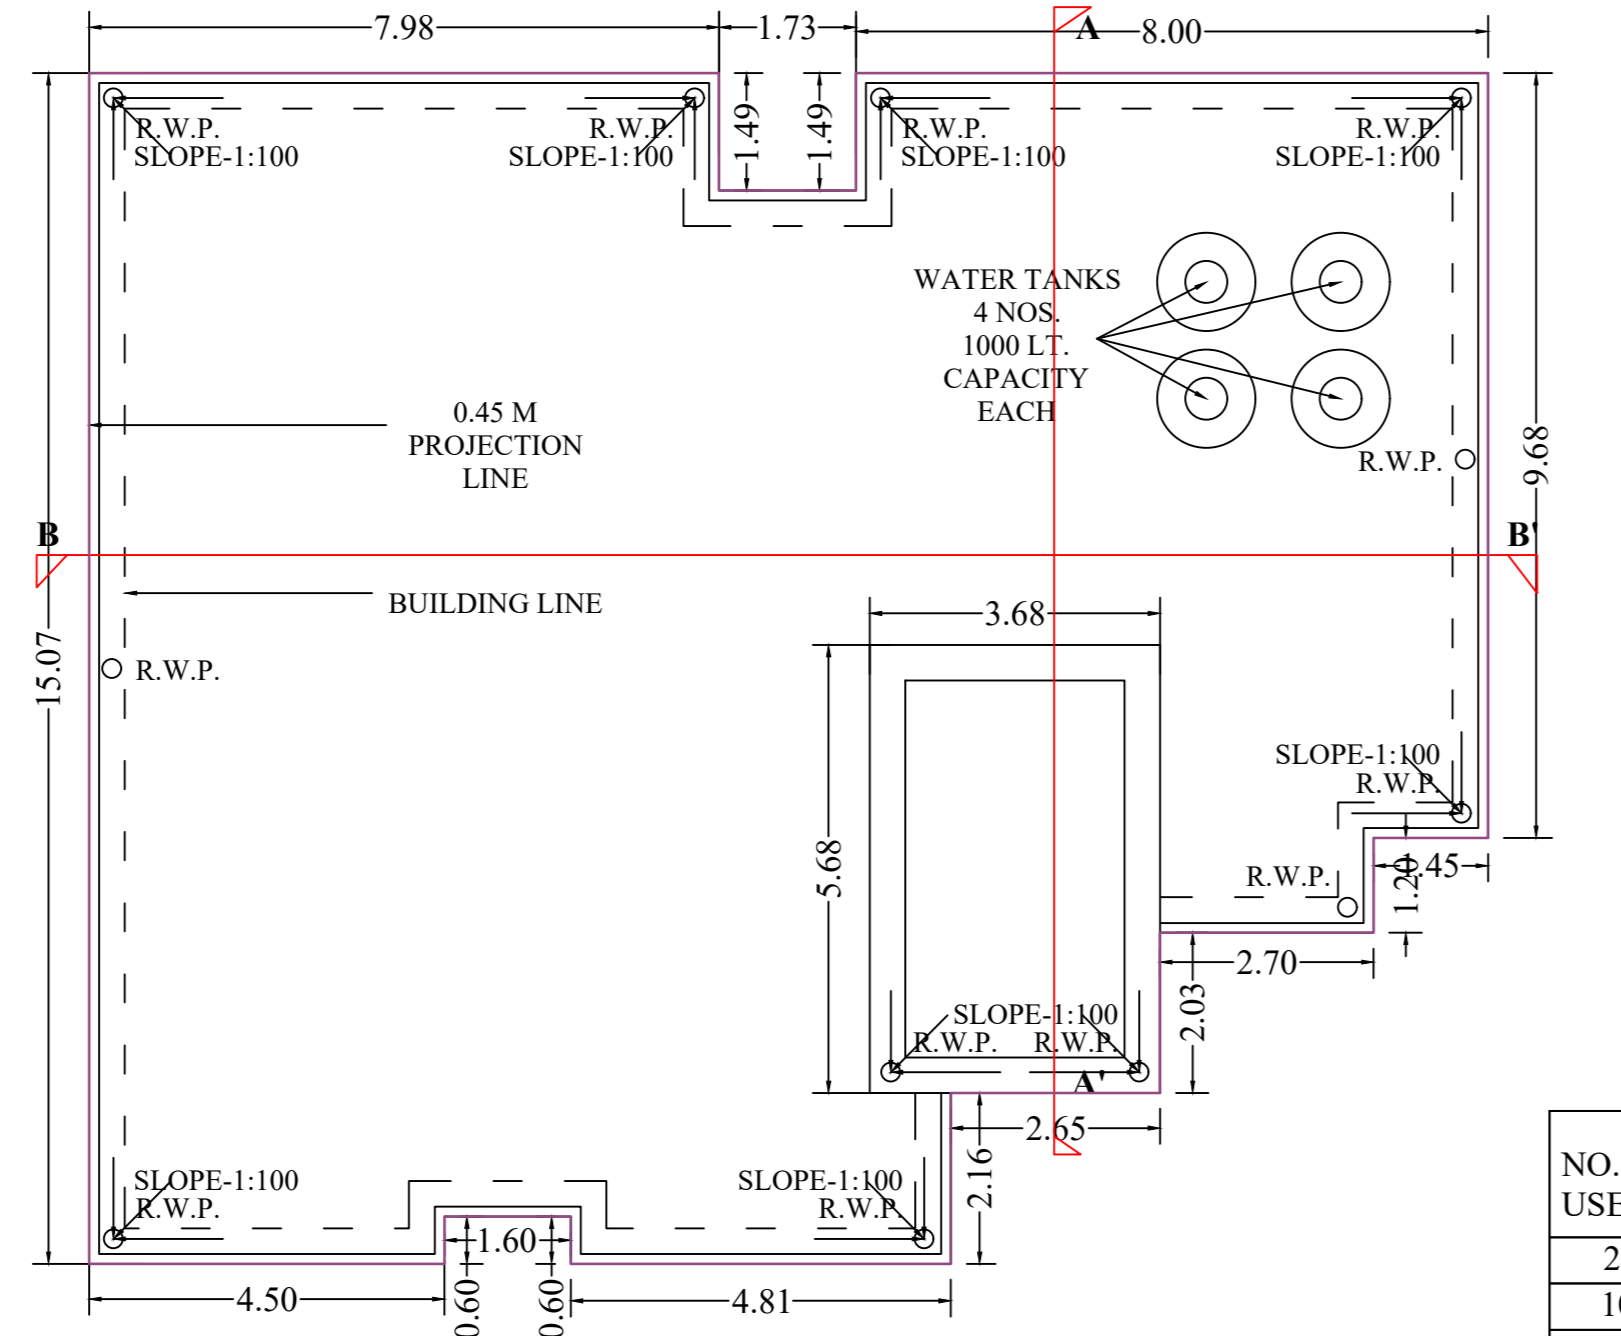 7.98
1.73
A
8.00
R.W.P.
SLOPE-1:100
R.W.P.
SLOPE-1:100
1.49
1.49
R.W.P.
SLOPE-1:100
R.W.P.
SLOPE-1:100
WATER TANKS
4 NOS.
1000 LT.
CAPACITY
EACH
0.45 M
PROJECTION
LINE
R.W.P.
9.68
B
B'
BUILDING LINE
3.68
15.07
R.W.P.
SLOPE-1:100
R.W.P.
5.68
R.W.P.
1.20
1.45
2.70
2.03
SLOPE-1:100
R.W.P.
R.W.P.
A'
2.65
2.16
SLOPE-1:100
R.W.P.
SLOPE-1:100
R.W.P.
1.60
0.60
0.60
4.50
4.81
NO.
USE
2
10